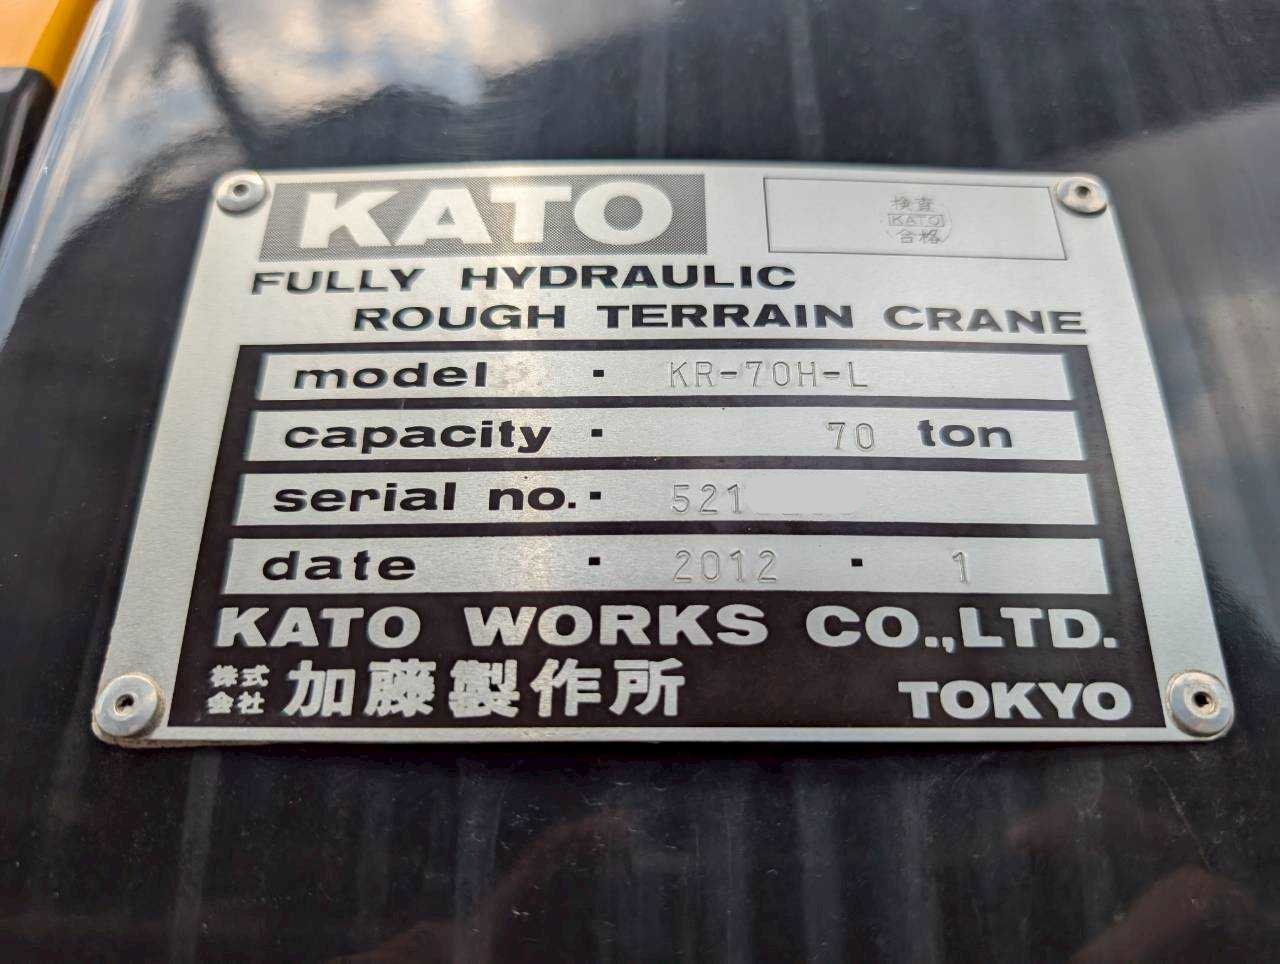 KATO
検査
KATO
合格
FULLY HYDRAULIC
ROUGH TERRAIN CRANE
model · KR-70H-L
capacity · 70 ton
serial no. · 521
date · 2012 · 1
KATO WORKS CO.,LTD.
株式会社 加藤製作所 TOKYO